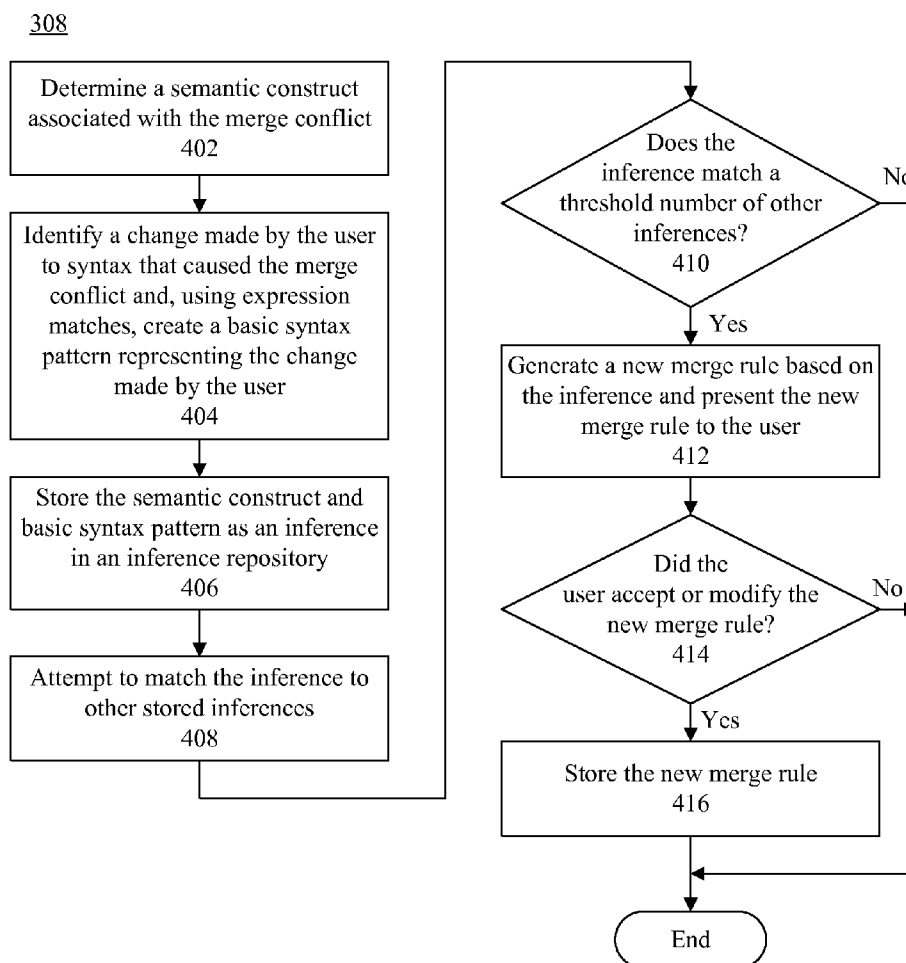 308
Determine a semantic construct
associated with the merge conflict
402
Identify a change made by the user
to syntax that caused the merge
conflict and, using expression
matches, create a basic syntax
pattern representing the change
made by the user
404
Store the semantic construct and
basic syntax pattern as an inference
in an inference repository
406
Attempt to match the inference to
other stored inferences
408
Does the
inference match a
threshold number of other
inferences?
410
No
Yes
Generate a new merge rule based on
the inference and present the new
merge rule to the user
412
Did the
user accept or modify the
new merge rule?
414
No
Yes
Store the new merge rule
416
End